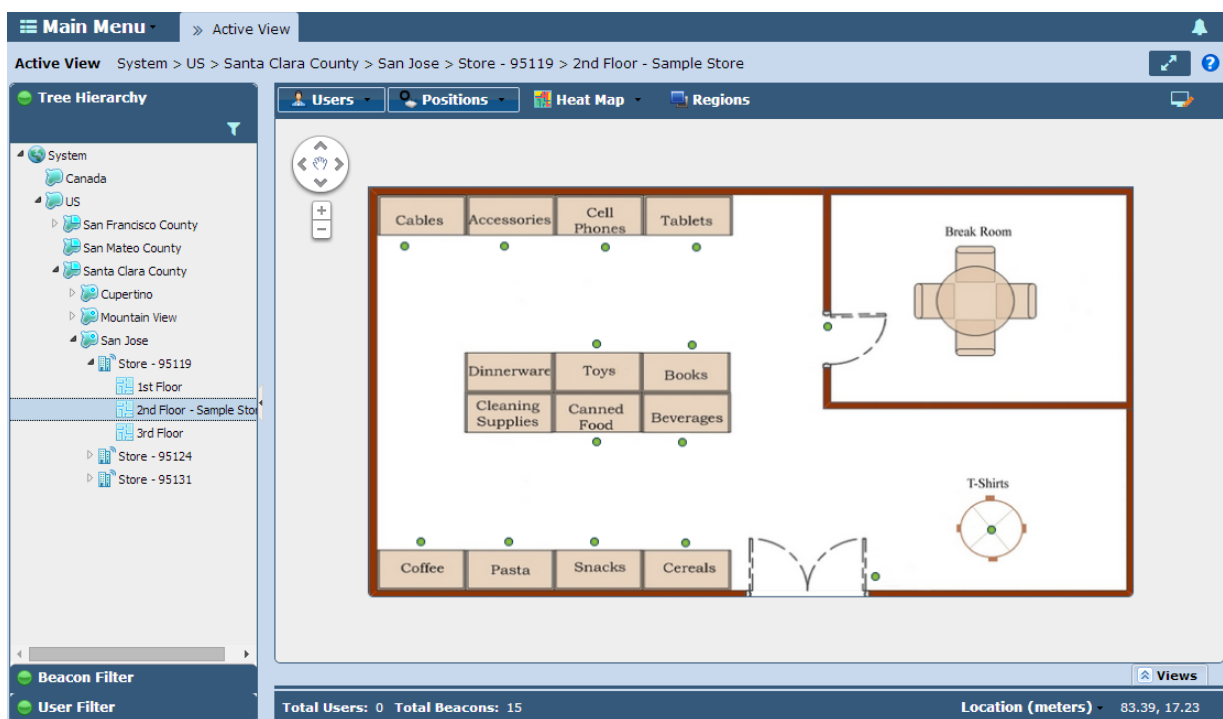 Main Menu
Active View
Active View System > US > Santa Clara County > San Jose > Store - 95119 > 2nd Floor - Sample Store
Tree Hierarchy
Users Positions Heat Map Regions
System
Canada
US
San Francisco County
San Mateo County
Santa Clara County
Cupertino
Mountain View
San Jose
Store - 95119
1st Floor
2nd Floor - Sample Stor
3rd Floor
Store - 95124
Store - 95131
Cables
Accessories
Cell
Phones
Tablets
Break Room
Dinnerware
Toys
Books
Cleaning
Supplies
Canned
Food
Beverages
T-Shirts
Coffee
Pasta
Snacks
Cereals
Beacon Filter
User Filter
Views
Total Users: 0 Total Beacons: 15
Location (meters) 83.39, 17.23